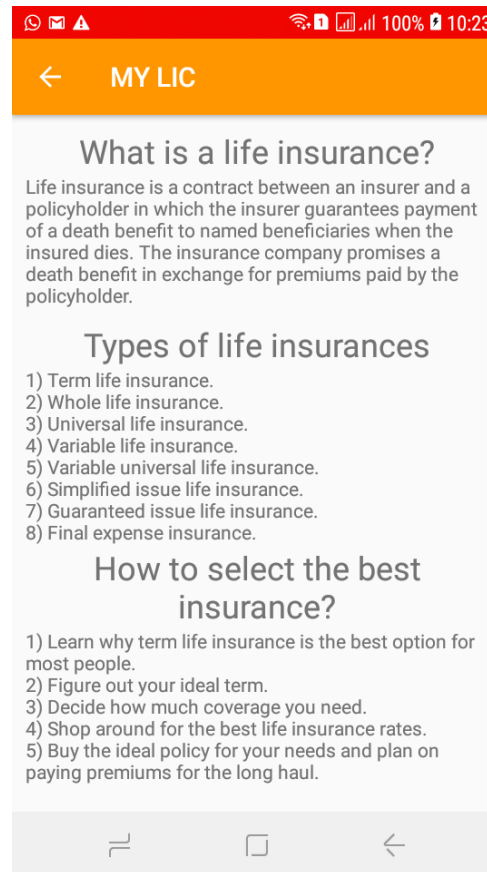 1 100% 10:23
MY LIC
What is a life insurance?
Life insurance is a contract between an insurer and a
policyholder in which the insurer guarantees payment
of a death benefit to named beneficiaries when the
insured dies. The insurance company promises a
death benefit in exchange for premiums paid by the
policyholder.
Types of life insurances
1) Term life insurance.
2) Whole life insurance.
3) Universal life insurance.
4) Variable life insurance.
5) Variable universal life insurance.
6) Simplified issue life insurance.
7) Guaranteed issue life insurance.
8) Final expense insurance.
How to select the best
insurance?
1) Learn why term life insurance is the best option for
most people.
2) Figure out your ideal term.
3) Decide how much coverage you need.
4) Shop around for the best life insurance rates.
5) Buy the ideal policy for your needs and plan on
paying premiums for the long haul.